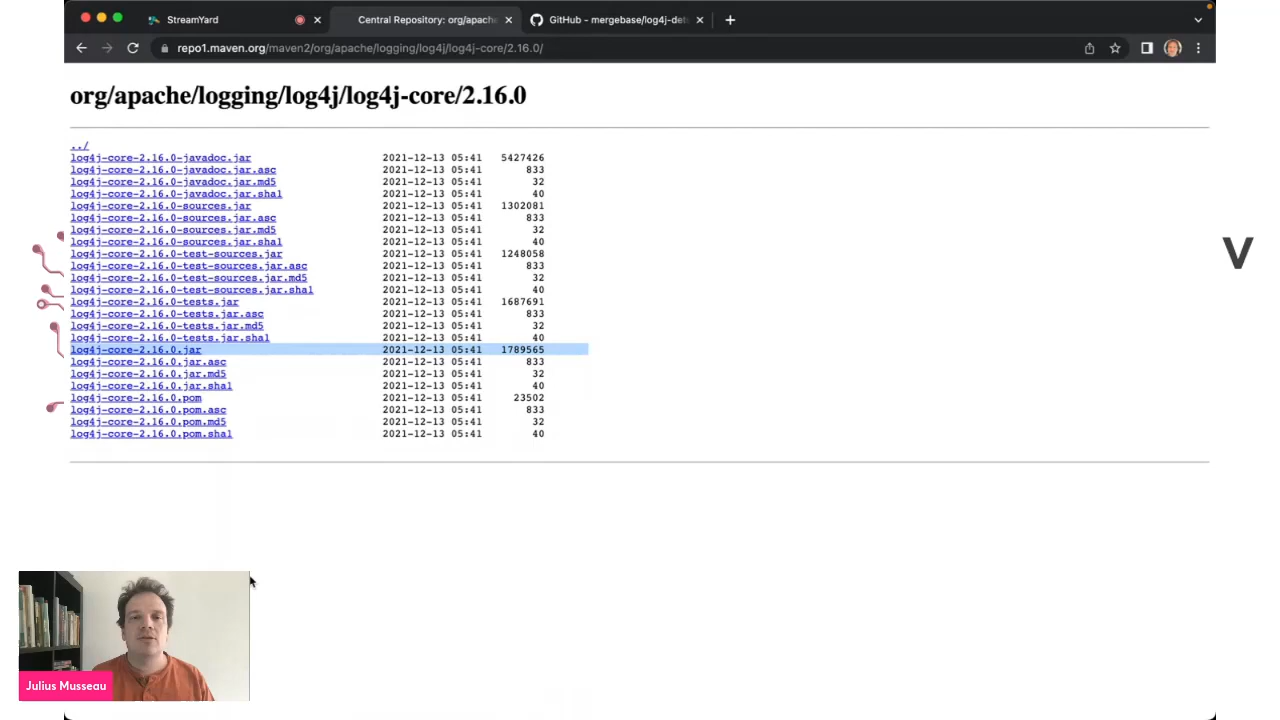 StreamYard
Central Repository: org/apache
GitHub - mergebase/log4j-det
repo1.maven.org/maven2/org/apache/logging/log4j/log4j-core/2.16.0/
org/apache/logging/log4j/log4j-core/2.16.0
../
log4j-core-2.16.0-javadoc.jar 2021-12-13 05:41 5427426
log4j-core-2.16.0-javadoc.jar.asc 2021-12-13 05:41 833
log4j-core-2.16.0-javadoc.jar.md5 2021-12-13 05:41 32
log4j-core-2.16.0-javadoc.jar.sha1 2021-12-13 05:41 40
log4j-core-2.16.0-sources.jar 2021-12-13 05:41 1302081
log4j-core-2.16.0-sources.jar.asc 2021-12-13 05:41 833
log4j-core-2.16.0-sources.jar.md5 2021-12-13 05:41 32
log4j-core-2.16.0-sources.jar.sha1 2021-12-13 05:41 40
log4j-core-2.16.0-test-sources.jar 2021-12-13 05:41 1248058
log4j-core-2.16.0-test-sources.jar.asc 2021-12-13 05:41 833
log4j-core-2.16.0-test-sources.jar.md5 2021-12-13 05:41 32
log4j-core-2.16.0-test-sources.jar.sha1 2021-12-13 05:41 40
log4j-core-2.16.0-tests.jar 2021-12-13 05:41 1687691
log4j-core-2.16.0-tests.jar.asc 2021-12-13 05:41 833
log4j-core-2.16.0-tests.jar.md5 2021-12-13 05:41 32
log4j-core-2.16.0-tests.jar.sha1 2021-12-13 05:41 40
log4j-core-2.16.0.jar 2021-12-13 05:41 1789565
log4j-core-2.16.0.jar.asc 2021-12-13 05:41 833
log4j-core-2.16.0.jar.md5 2021-12-13 05:41 32
log4j-core-2.16.0.jar.sha1 2021-12-13 05:41 40
log4j-core-2.16.0.pom 2021-12-13 05:41 23502
log4j-core-2.16.0.pom.asc 2021-12-13 05:41 833
log4j-core-2.16.0.pom.md5 2021-12-13 05:41 32
log4j-core-2.16.0.pom.sha1 2021-12-13 05:41 40
V
Julius Musseau